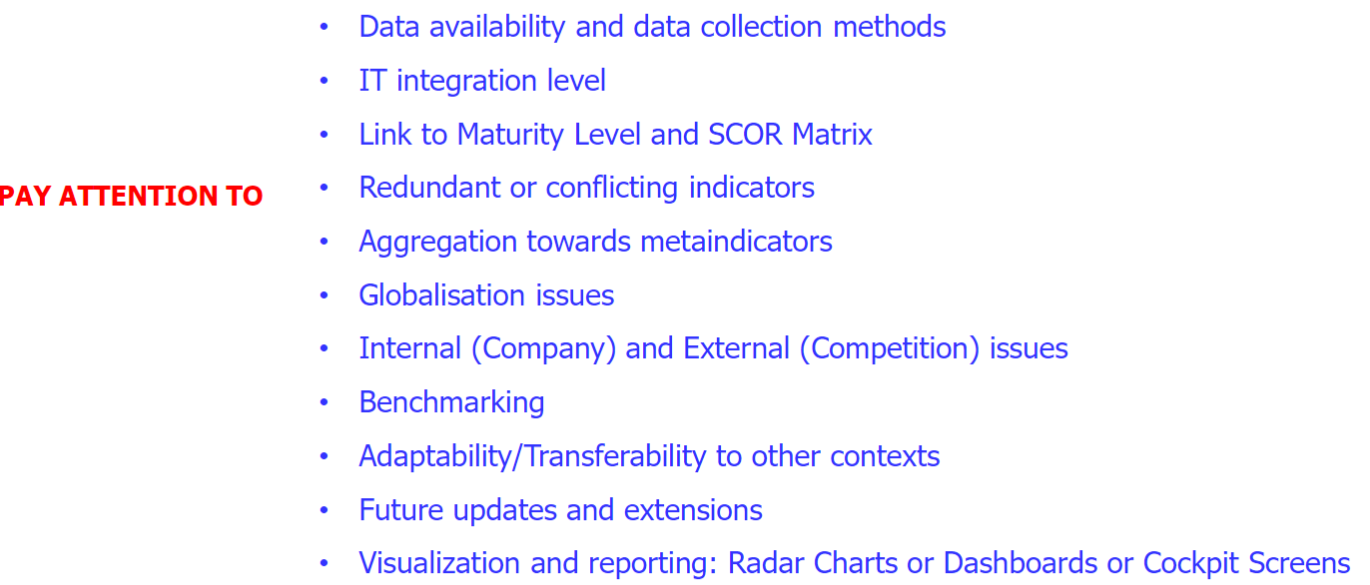 • Data availability and data collection methods
• IT integration level
• Link to Maturity Level and SCOR Matrix
PAY ATTENTION TO
• Redundant or conflicting indicators
• Aggregation towards metaindicators
• Globalisation issues
• Internal (Company) and External (Competition) issues
• Benchmarking
• Adaptability/Transferability to other contexts
• Future updates and extensions
• Visualization and reporting: Radar Charts or Dashboards or Cockpit Screens